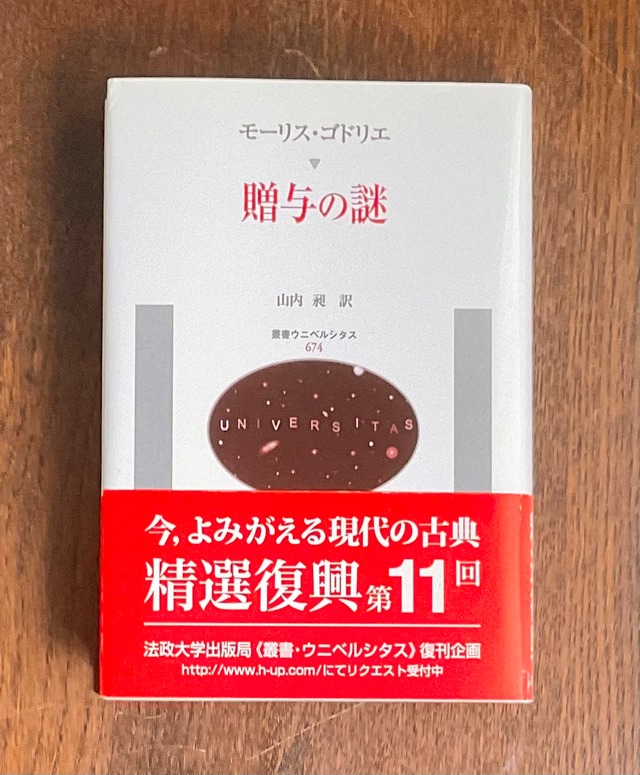 モーリス・ゴドリエ
贈与の謎
山内 昶 訳
叢書ウニベルシタス
674
UNIVERSITAS
今,よみがえる現代の古典
精選復興 第11回
法政大学出版局《叢書・ウニベルシタス》復刊企画
http://www.h-up.com/にてリクエスト受付中